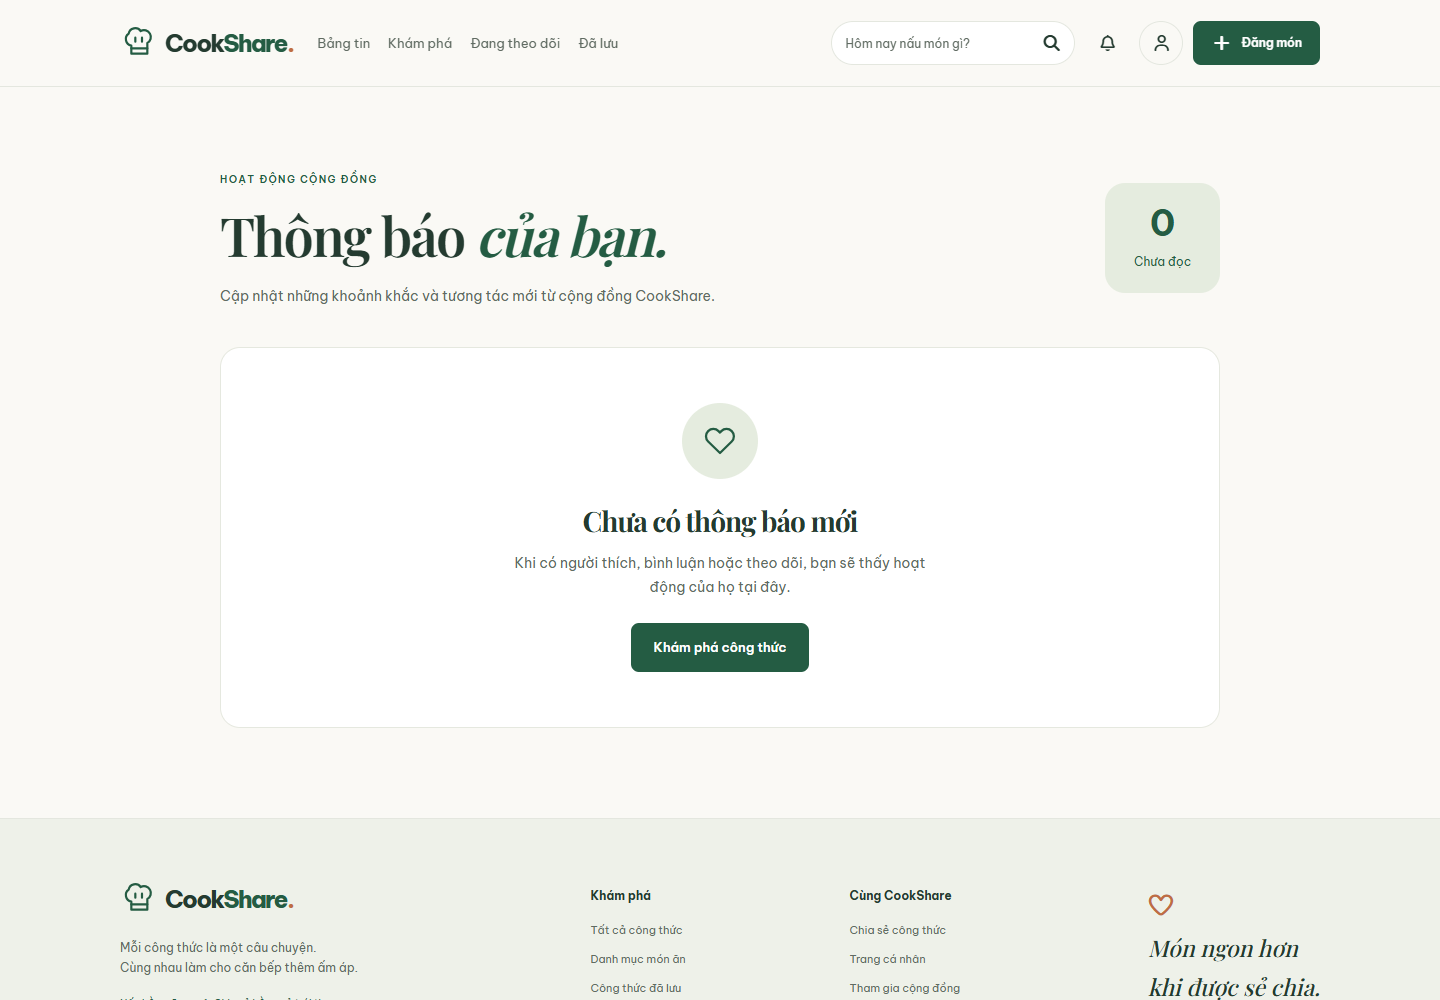 CookShare.
Bảng tin
Khám phá
Đang theo dõi
Đã lưu
Hôm nay nấu món gì?
Đăng món
HOẠT ĐỘNG CỘNG ĐỒNG
Thông báo của bạn.
Cập nhật những khoảnh khắc và tương tác mới từ cộng đồng CookShare.
0
Chưa đọc
Chưa có thông báo mới
Khi có người thích, bình luận hoặc theo dõi, bạn sẽ thấy hoạt
động của họ tại đây.
Khám phá công thức
CookShare.
Mỗi công thức là một câu chuyện.
Cùng nhau làm cho căn bếp thêm ấm áp.
Khám phá
Tất cả công thức
Danh mục món ăn
Công thức đã lưu
Cùng CookShare
Chia sẻ công thức
Trang cá nhân
Tham gia cộng đồng
Món ngon hơn
khi được sẻ chia.